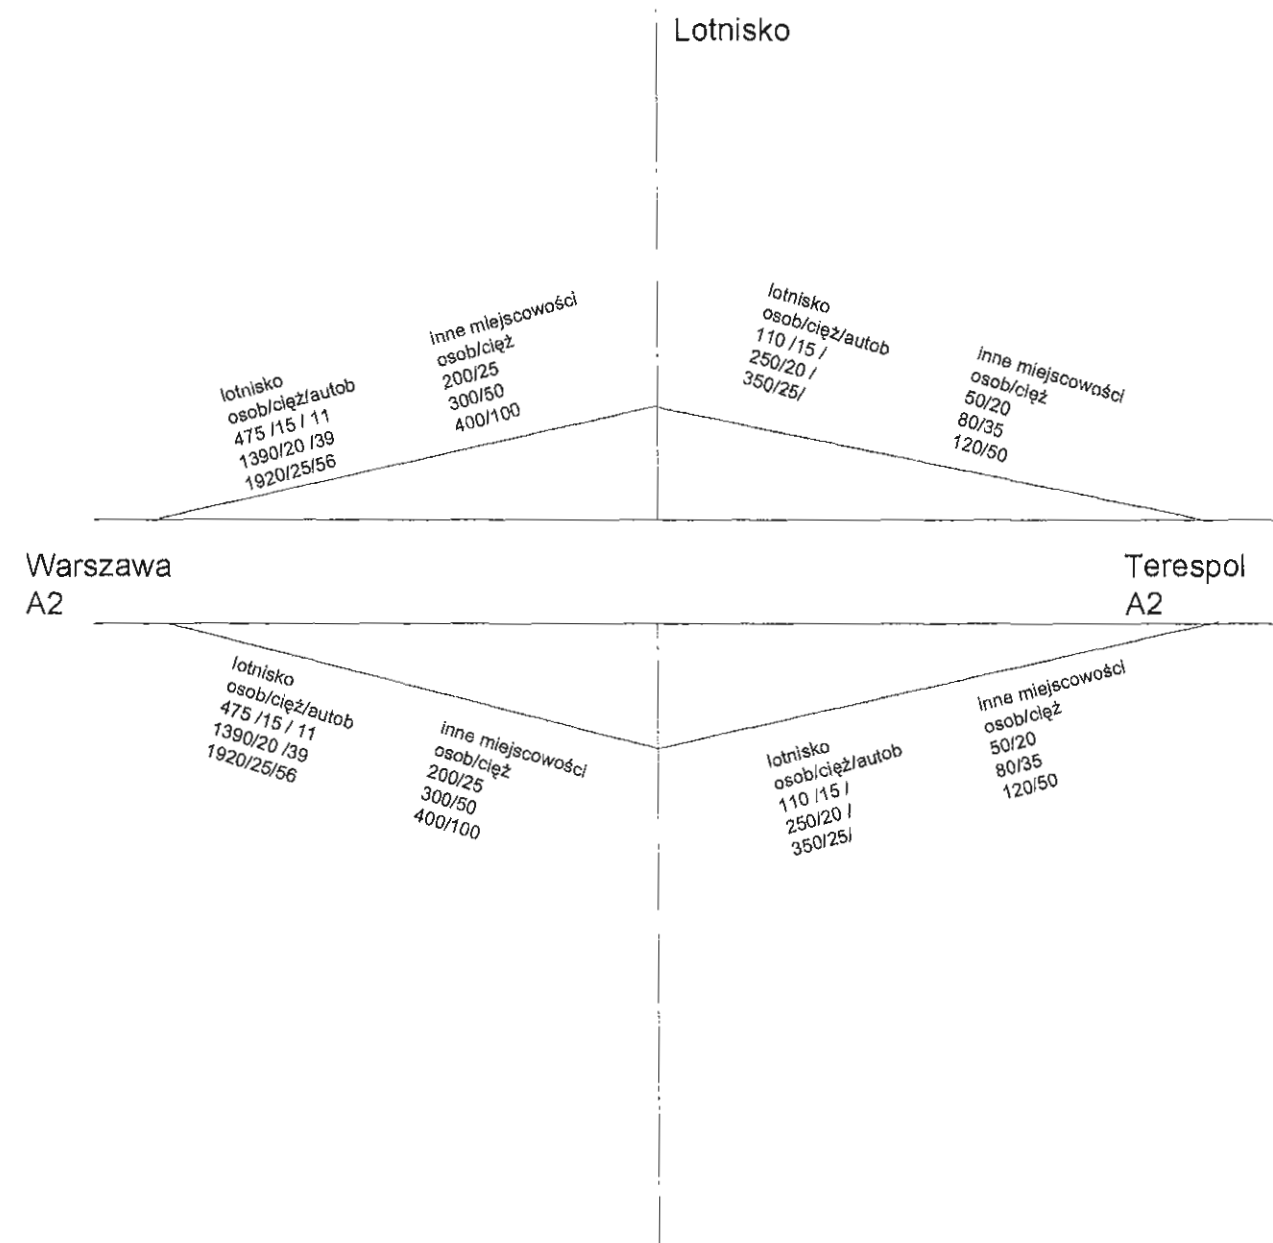 Lotnisko
lotnisko
osob/cięż/autob
475 /15 / 11
1390/20 /39
1920/25/56
inne miejscowości
osob/cięż
200/25
300/50
400/100
lotnisko
osob/cięż/autob
110 /15 /
250/20 /
350/25/
inne miejscowości
osob/cięż
50/20
80/35
120/50
Warszawa
A2
Terespol
A2
lotnisko
osob/cięż/autob
475 /15 / 11
1390/20 /39
1920/25/56
inne miejscowości
osob/cięż
200/25
300/50
400/100
lotnisko
osob/cięż/autob
110 /15 /
250/20 /
350/25/
inne miejscowości
osob/cięż
50/20
80/35
120/50